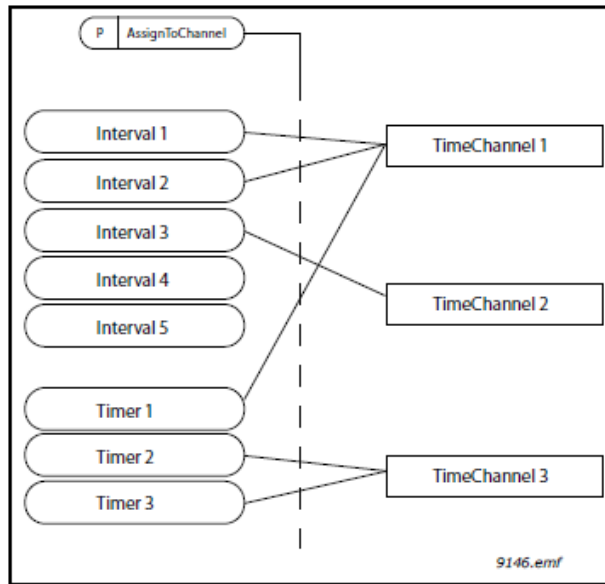 P AssignToChannel
Interval 1
Interval 2
Interval 3
Interval 4
Interval 5
Timer 1
Timer 2
Timer 3
TimeChannel 1
TimeChannel 2
TimeChannel 3
9146.emf